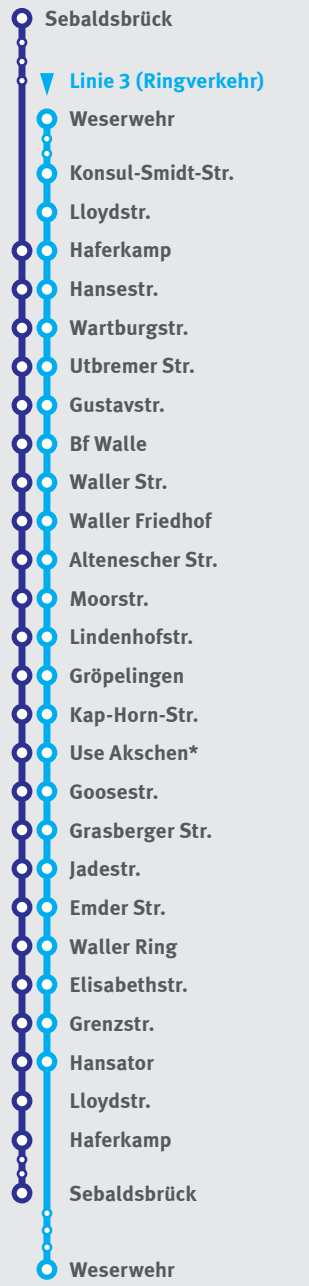 Sebaldsbrück
Linie 3 (Ringverkehr)
Weserwehr
Konsul-Smidt-Str.
Lloydstr.
Haferkamp
Hansestr.
Wartburgstr.
Utbremer Str.
Gustavstr.
Bf Walle
Waller Str.
Waller Friedhof
Altenescher Str.
Moorstr.
Lindenhofstr.
Gröpelingen
Kap-Horn-Str.
Use Akschen*
Goosestr.
Grasberger Str.
Jadestr.
Emder Str.
Waller Ring
Elisabethstr.
Grenzstr.
Hansator
Lloydstr.
Haferkamp
Sebaldsbrück
Weserwehr